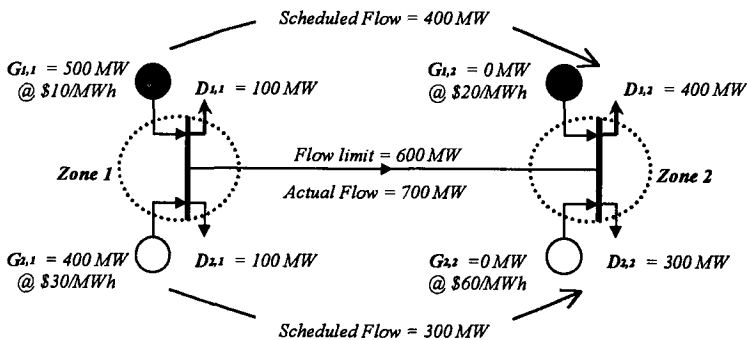 Scheduled Flow = 400 MW
G1,1 = 500 MW
@ $10/MWh
D1,1 = 100 MW
G1,2 = 0 MW
@ $20/MWh
D1,2 = 400 MW
Zone 1
Flow limit = 600 MW
Actual Flow = 700 MW
Zone 2
G2,1 = 400 MW
@ $30/MWh
D2,1 = 100 MW
G2,2 =0 MW
@ $60/MWh
D2,2 = 300 MW
Scheduled Flow = 300 MW